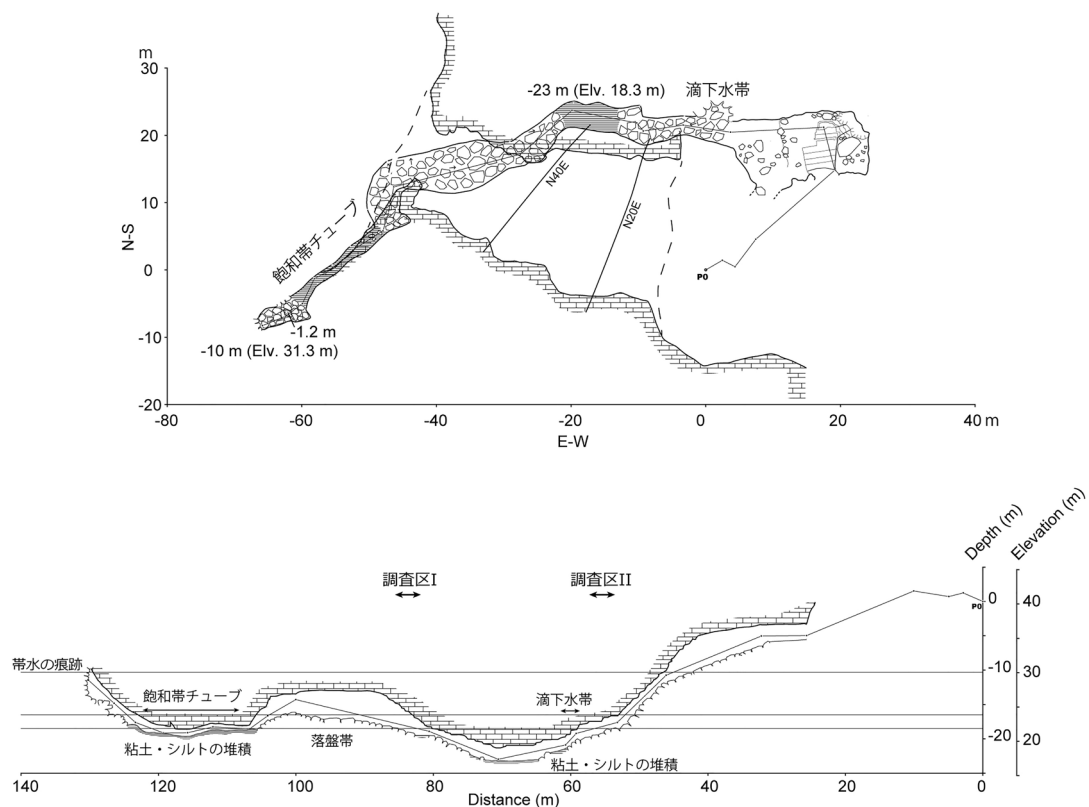 m
30
20
10
0
-10
-20
N-S
-80
-60
-40
-20
0
20
40 m
E-W
-23 m (Elv. 18.3 m)
滴下水帯
N40E
N20E
P0
飽和帯チューブ
-1.2 m
-10 m (Elv. 31.3 m)
Depth (m)
Elevation (m)
調査区I
調査区II
0
40
P0
帯水の痕跡
-10
30
飽和帯チューブ
滴下水帯
-20
20
粘土・シルトの堆積
落盤帯
粘土・シルトの堆積
140
120
100
80
60
40
20
0
Distance (m)